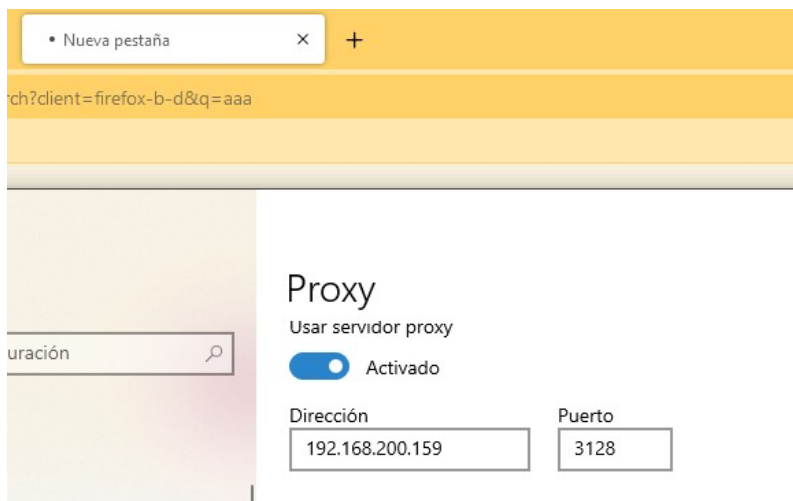 • Nueva pestaña
rch?client=firefox-b-d&q=aaa
Proxy
Usar servidor proxy
uración
Activado
Dirección Puerto
192.168.200.159 3128